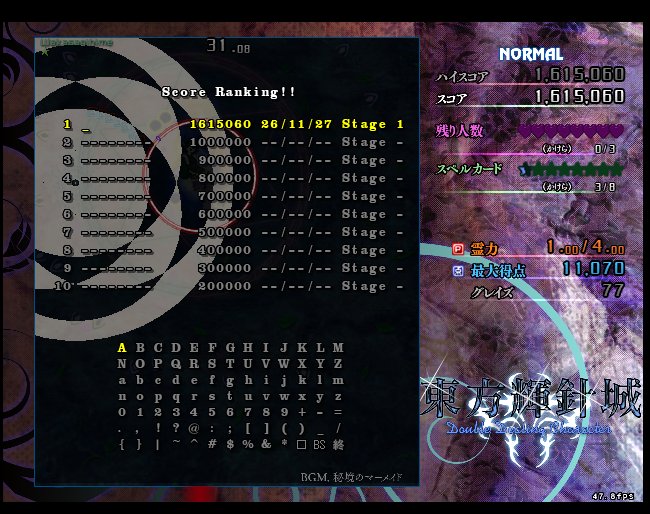 Wakasagihime
31.08
Score Ranking!!
1 _ 1615060 26/11/27 Stage 1
2 -------- 1000000 --/--/-- Stage -
3 -------- 900000 --/--/-- Stage -
4 -------- 800000 --/--/-- Stage -
5 -------- 700000 --/--/-- Stage -
6 -------- 600000 --/--/-- Stage -
7 -------- 500000 --/--/-- Stage -
8 -------- 400000 --/--/-- Stage -
9 -------- 300000 --/--/-- Stage -
10 -------- 200000 --/--/-- Stage -
A B C D E F G H I J K L M
N O P Q R S T U V W X Y Z
a b c d e f g h i j k l m
n o p q r s t u v w x y z
0 1 2 3 4 5 6 7 8 9 + - =
. , ! ? @ : ; [ ] ( ) _ /
{ } | ~ ^ # $ % & * □ BS 終
BGM. 秘境のマーメイド
NORMAL
ハイスコア 1,615,060
スコア 1,615,060
残り人数
(かけら) 0/3
スペルカード
(かけら) 3/8
P 霊力 1.00/4.00
点 最大得点 11,070
グレイズ 77
東方輝針城
Double Dealing Character
47.8fps